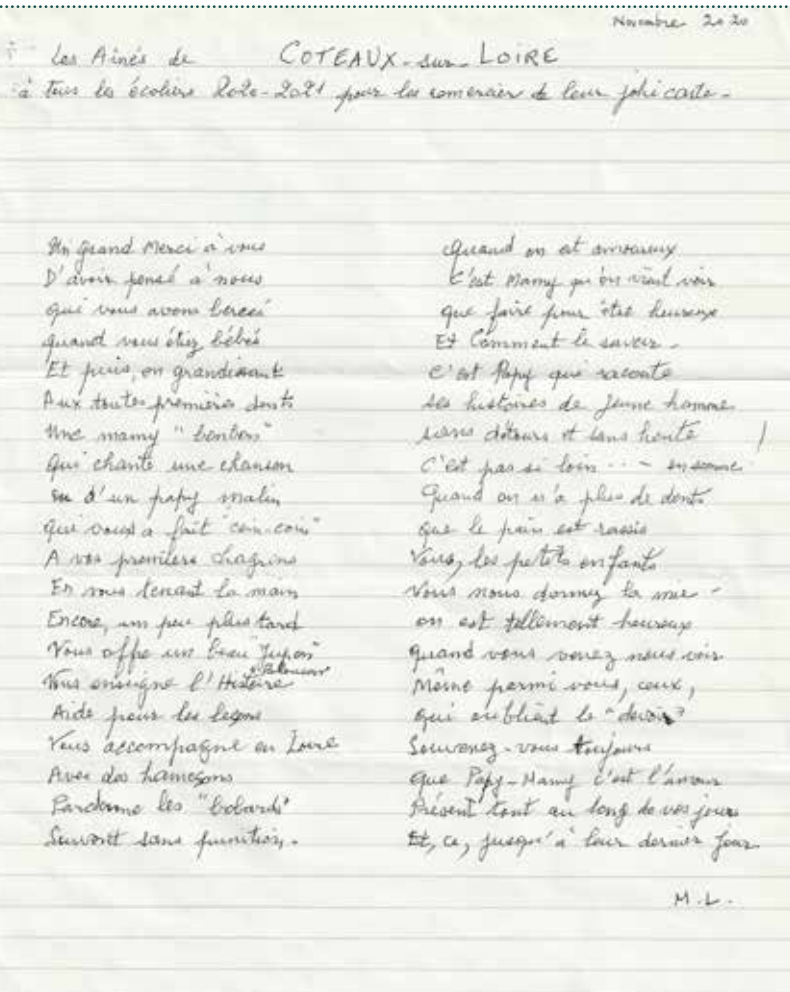 Novembre 2020
Les Ainés de COTEAUX-sur-LOIRE
à tous les écoliers 2020-2021 pour les remercier de leur jolie carte -
Un grand Merci à vous
D'avoir pensé à nous
qui vous avons bercés
quand vous étiez bébés
Et puis, en grandissant
Aux toutes premières dents
Une mamy "bonbon"
Qui chante une chanson
ou d'un papy malin
qui vous a fait "coin-coin"
A vos premiers chagrins
En vous tenant la main
Encore, un peu plus tard
Vous offre un beau "Jupon"
Vous enseigne l'Histoire
Aide pour les leçons
Vous accompagne en Loire
Avec des hameçons
Pardonne les "bobards"
Souvent sans punition.
Quand on est amoureux
C'est Mamy qu'on vient voir
que faire pour être heureux
Et Comment le savoir -
C'est Papy qui raconte
Ses histoires de jeune homme
sans détours et sans honte
C'est pas si loin ... - en somme
Quand on n'a plus de dents
que le pain est rassis
Vous, les petits enfants
Vous nous donnez la mie -
on est tellement heureux
quand vous venez nous voir
Même parmi vous, ceux,
qui oublient le "devoir"
Souvenez-vous toujours
que Papy-Mamy c'est l'amour
Présent tout au long de vos jours
Et, ce, jusqu'à leur dernier jour
M.L.